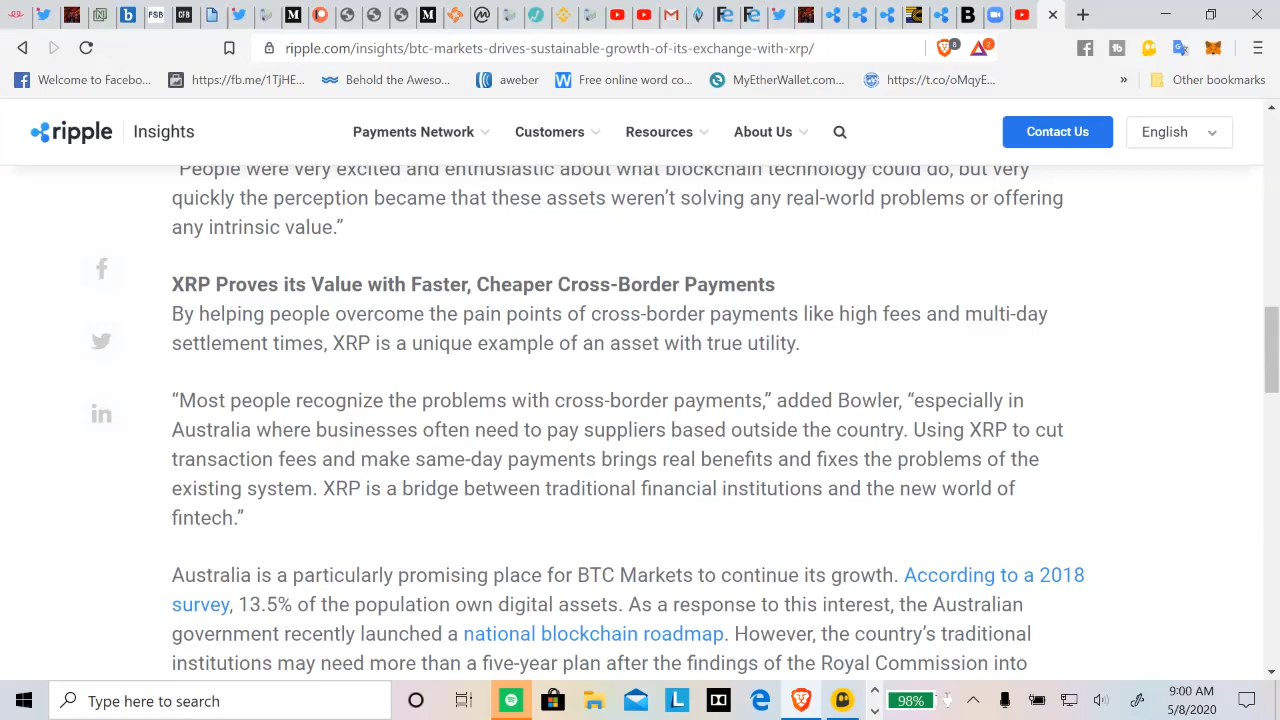 FSB
CFB
ripple.com/insights/btc-markets-drives-sustainable-growth-of-its-exchange-with-xrp/
8
2
Welcome to Facebo...
https://fb.me/1TjHE...
Behold the Aweso...
aweber
Free online word co...
MyEtherWallet.com...
https://t.co/oMqyE...
»
Other bookmarks
ripple
Insights
Payments Network
Customers
Resources
About Us
Contact Us
English
"People were very excited and enthusiastic about what blockchain technology could do, but very
quickly the perception became that these assets weren’t solving any real-world problems or offering
any intrinsic value.”
XRP Proves its Value with Faster, Cheaper Cross-Border Payments
By helping people overcome the pain points of cross-border payments like high fees and multi-day
settlement times, XRP is a unique example of an asset with true utility.
“Most people recognize the problems with cross-border payments,” added Bowler, “especially in
Australia where businesses often need to pay suppliers based outside the country. Using XRP to cut
transaction fees and make same-day payments brings real benefits and fixes the problems of the
existing system. XRP is a bridge between traditional financial institutions and the new world of
fintech.”
Australia is a particularly promising place for BTC Markets to continue its growth. According to a 2018
survey, 13.5% of the population own digital assets. As a response to this interest, the Australian
government recently launched a national blockchain roadmap. However, the country’s traditional
institutions may need more than a five-year plan after the findings of the Royal Commission into
Type here to search
98%
9:00 AM
5/8/2020